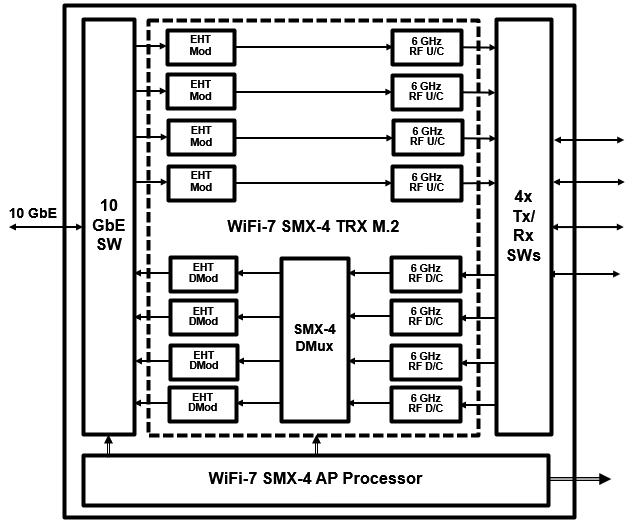 EHT
Mod
6 GHz
RF U/C
EHT
Mod
6 GHz
RF U/C
EHT
Mod
6 GHz
RF U/C
EHT
Mod
6 GHz
RF U/C
10 GbE
10
GbE
SW
WiFi-7 SMX-4 TRX M.2
4x
Tx/
Rx
SWs
EHT
DMod
6 GHz
RF D/C
EHT
DMod
6 GHz
RF D/C
SMX-4
DMux
EHT
DMod
6 GHz
RF D/C
EHT
DMod
6 GHz
RF D/C
WiFi-7 SMX-4 AP Processor